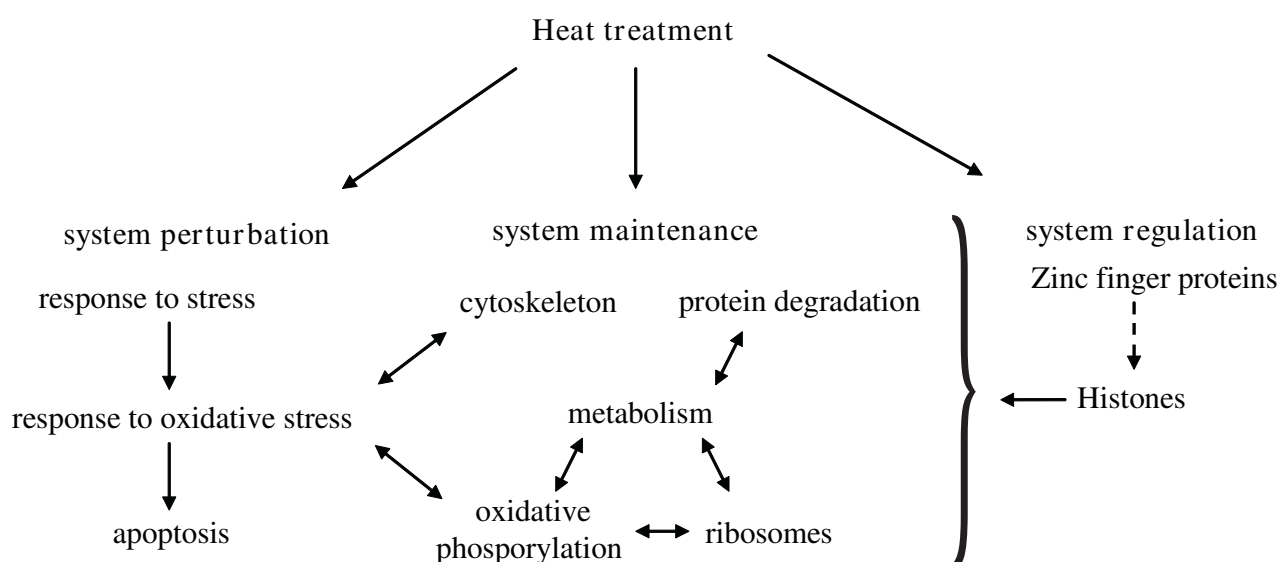 Heat treatment
system perturbation
system maintenance
system regulation
Zinc finger proteins
response to stress
cytoskeleton
protein degradation
response to oxidative stress
metabolism
Histones
apoptosis
oxidative
phosporylation
ribosomes